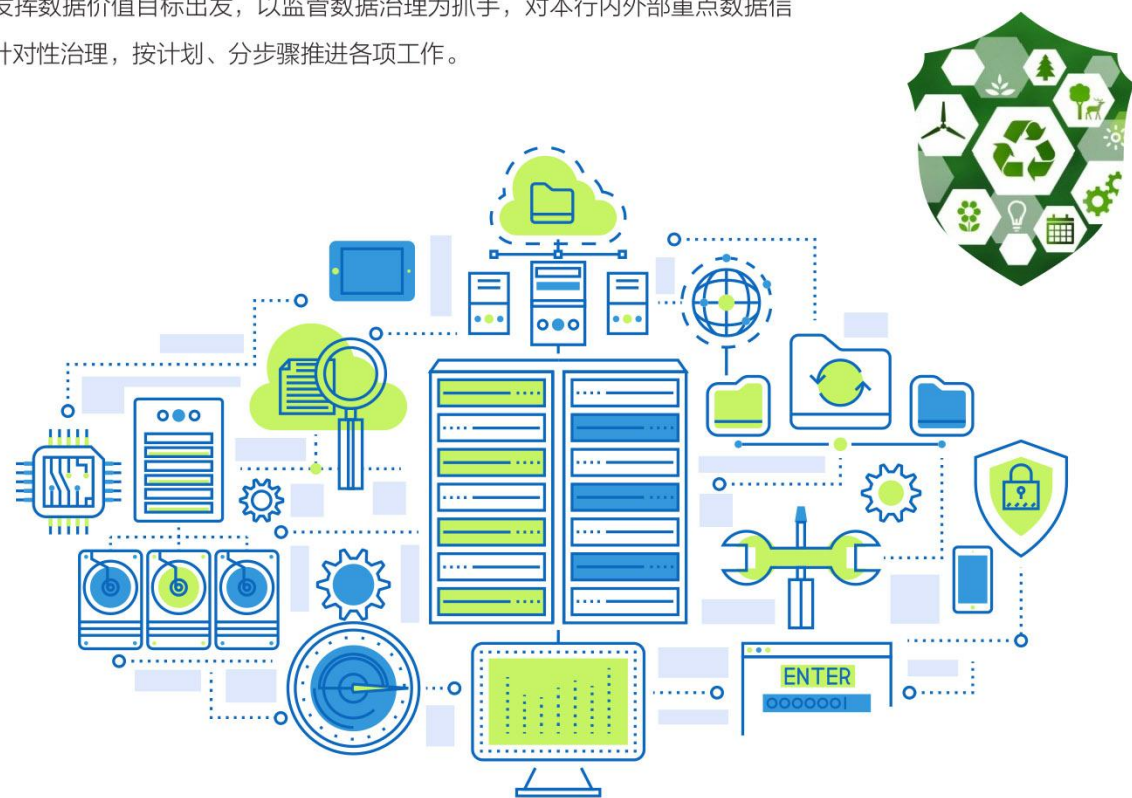 发挥数据价值目标出发，以监管数据治理为抓手，对本行内外部重点数据信
针对性治理，按计划、分步骤推进各项工作。
ENTER